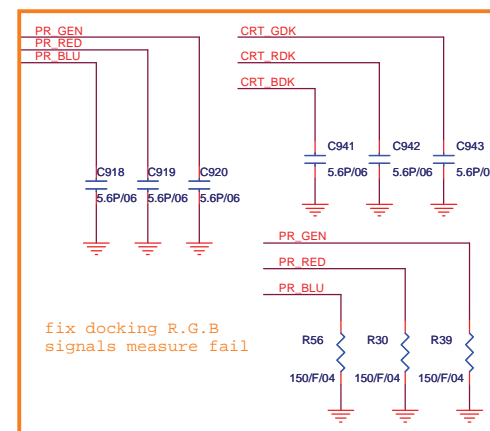 PR_GEN
PR_RED
PR_BLU
CRT_GDK
CRT_RDK
CRT_BDK
C918 C919 C920
5.6P/06 5.6P/06 5.6P/06
C941 C942 C943
5.6P/06 5.6P/06 5.6P/0
PR_GEN
PR_RED
PR_BLU
fix docking R.G.B
signals measure fail
R56 R30 R39
150/F/04 150/F/04 150/F/04